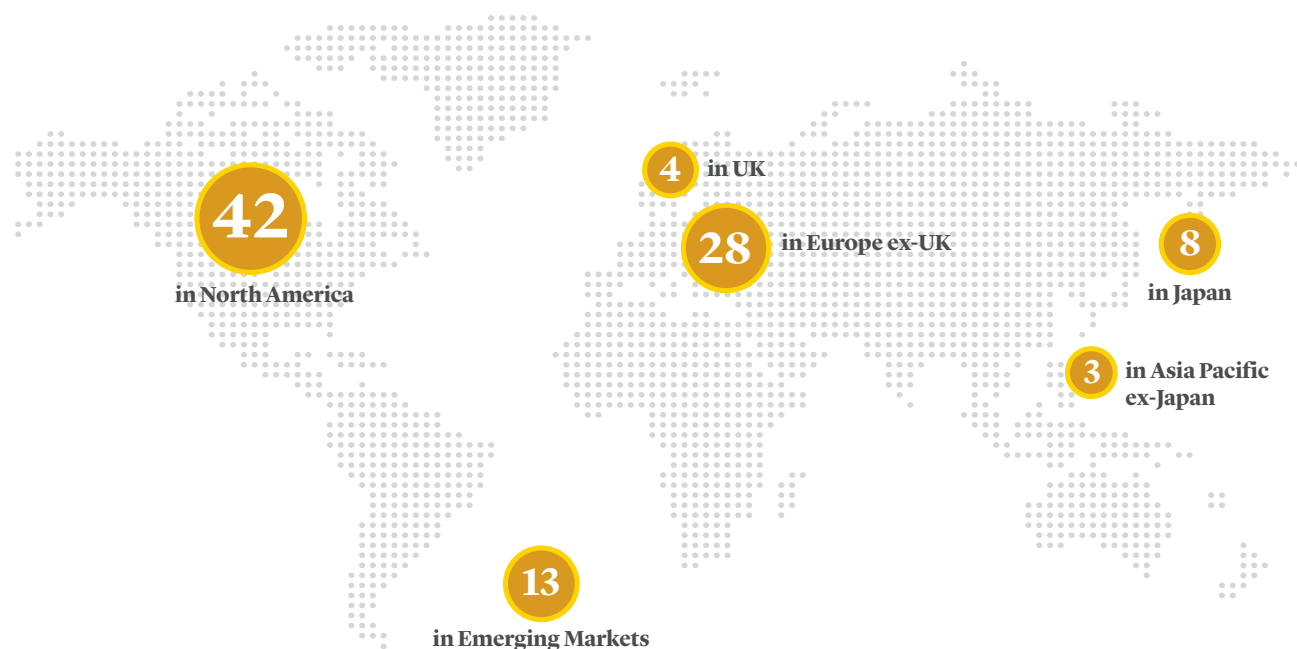 42
in North America
4
in UK
28
in Europe ex-UK
8
in Japan
3
in Asia Pacific
ex-Japan
13
in Emerging Markets